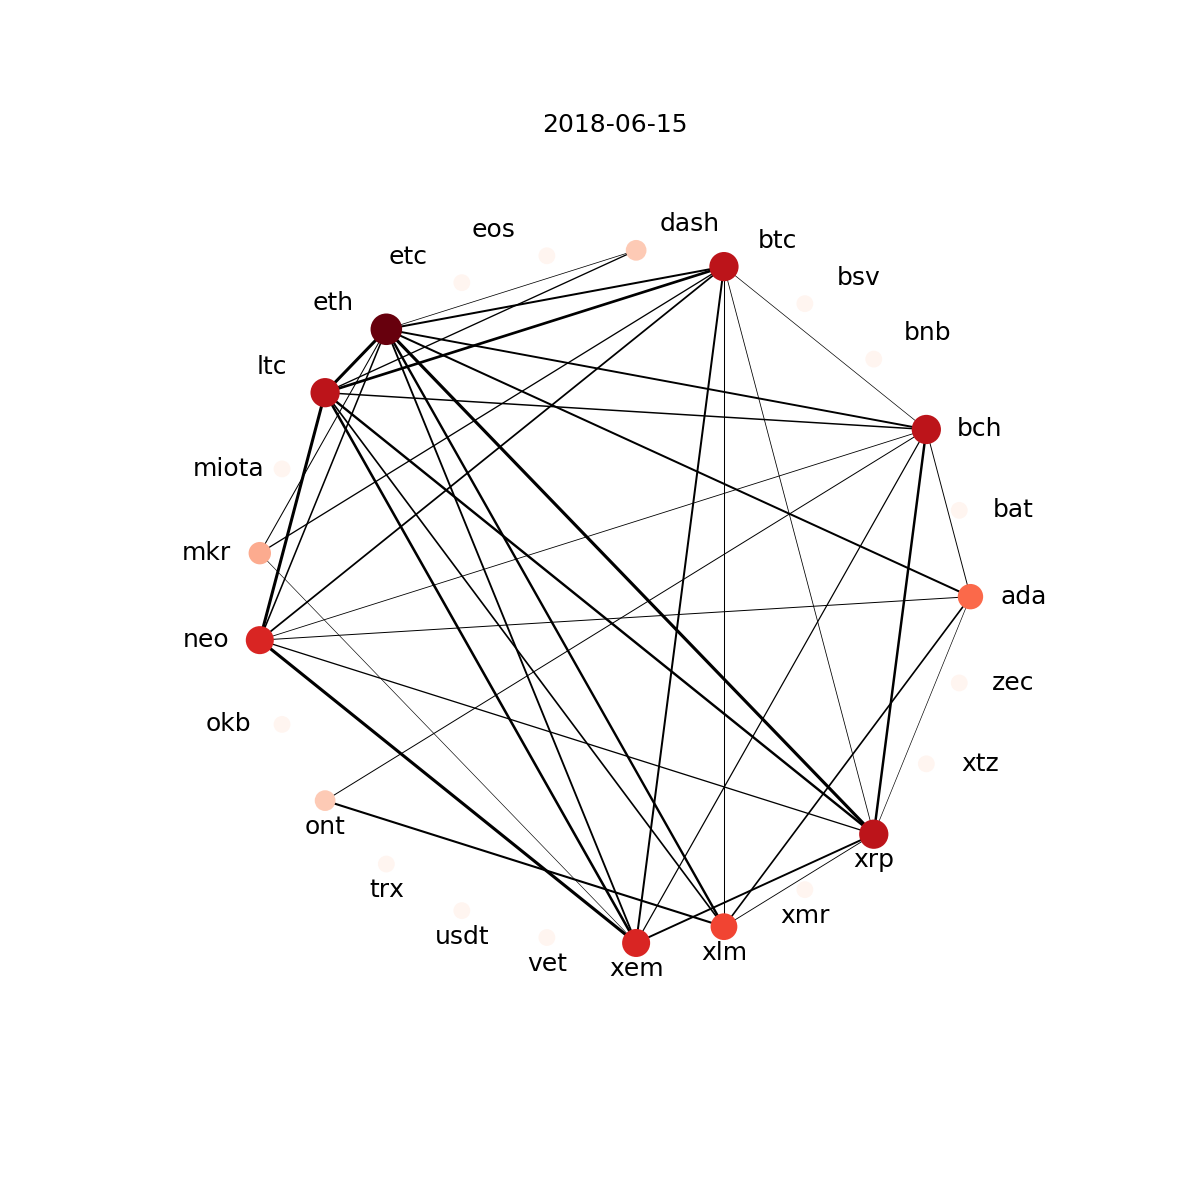 2018-06-15
dash
eos
btc
etc
bsv
eth
bnb
ltc
bch
miota
bat
mkr
ada
neo
zec
okb
xtz
ont
xrp
trx
xmr
usdt
xlm
vet
xem